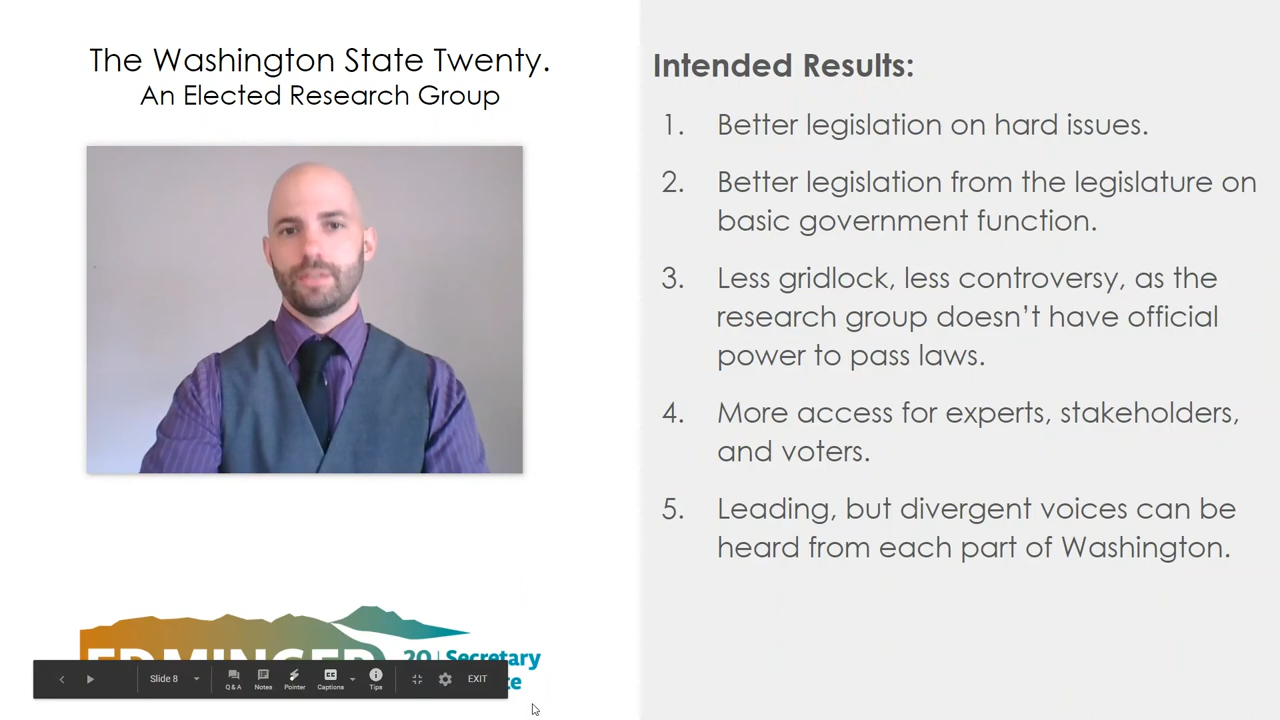 The Washington State Twenty.
An Elected Research Group
Intended Results:
1. Better legislation on hard issues.
2. Better legislation from the legislature on
basic government function.
3. Less gridlock, less controversy, as the
research group doesn’t have official
power to pass laws.
4. More access for experts, stakeholders,
and voters.
5. Leading, but divergent voices can be
heard from each part of Washington.
ED MINGER
20 | Secretary
Slide 8
Q & A
Notes
Pointer
CC
Captions
Tips
EXIT